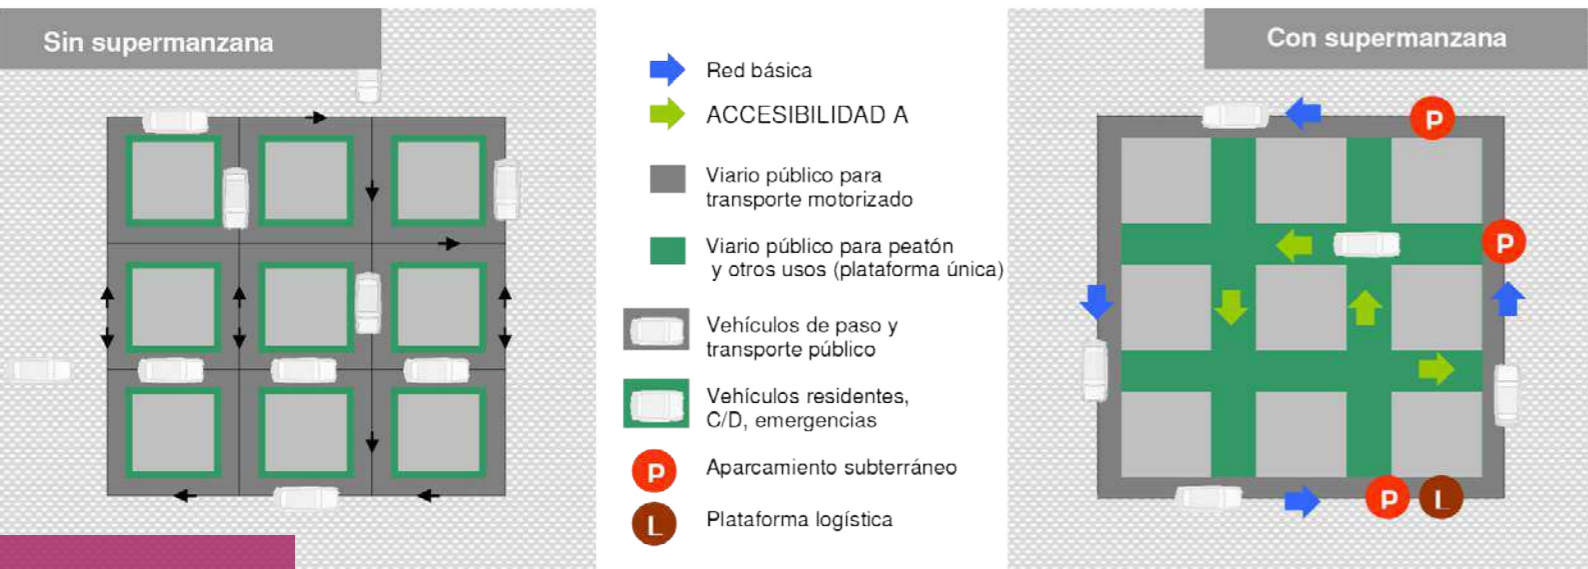 Sin supermanzana
Red básica
ACCESIBILIDAD A
Viario público para
transporte motorizado
Viario público para peatón
y otros usos (plataforma única)
Vehículos de paso y
transporte público
Vehículos residentes,
C/D, emergencias
P Aparcamiento subterráneo
L Plataforma logística
Con supermanzana
P
P
P L